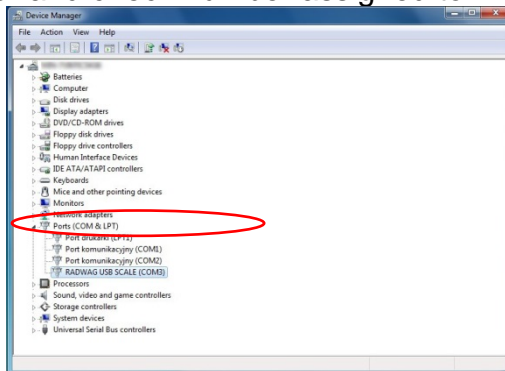 Device Manager
File Action View Help
Batteries
Computer
Disk drives
Display adapters
DVD/CD-ROM drives
Floppy disk drives
Floppy drive controllers
Human Interface Devices
IDE ATA/ATAPI controllers
Keyboards
Mice and other pointing devices
Monitors
Network adapters
Ports (COM & LPT)
Port drukarki (LPT1)
Port komunikacyjny (COM1)
Port komunikacyjny (COM2)
RADWAG USB SCALE (COM3)
Processors
Sound, video and game controllers
Storage controllers
System devices
Universal Serial Bus controllers